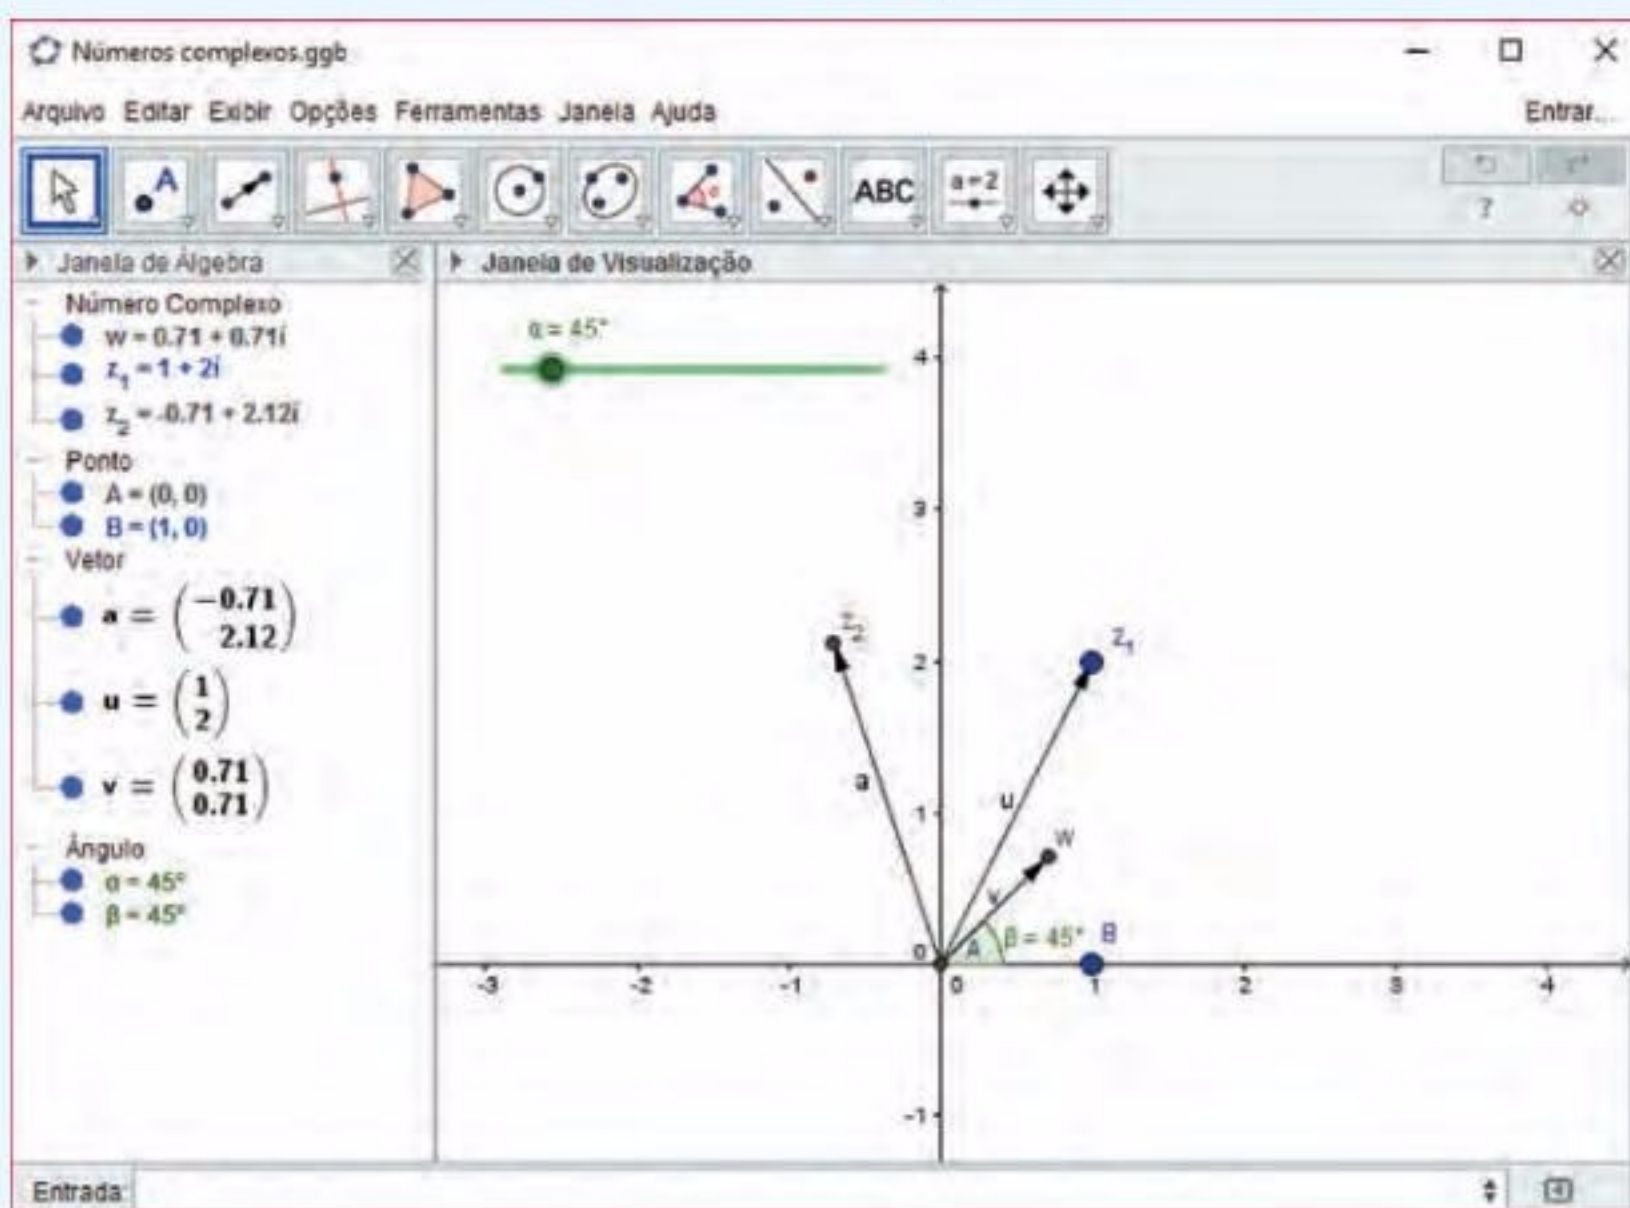 Números complexos.ggb
Arquivo Editar Exibir Opções Ferramentas Janela Ajuda
Entrar...
A
ABC
a=2
?
Janela de Álgebra
Janela de Visualização
Número Complexo
w = 0.71 + 0.71í
z₁ = 1 + 2í
z₂ = -0.71 + 2.12í
Ponto
A = (0, 0)
B = (1, 0)
Vetor
a = (−0.71
2.12)
u = (1
2)
v = (0.71
0.71)
Ângulo
α = 45°
β = 45°
α = 45°
4
3
2
1
0
-1
z₂
z₁
a
u
w
v
A
β = 45°
B
-3 -2 -1 0 1 2 3 4
Entrada: